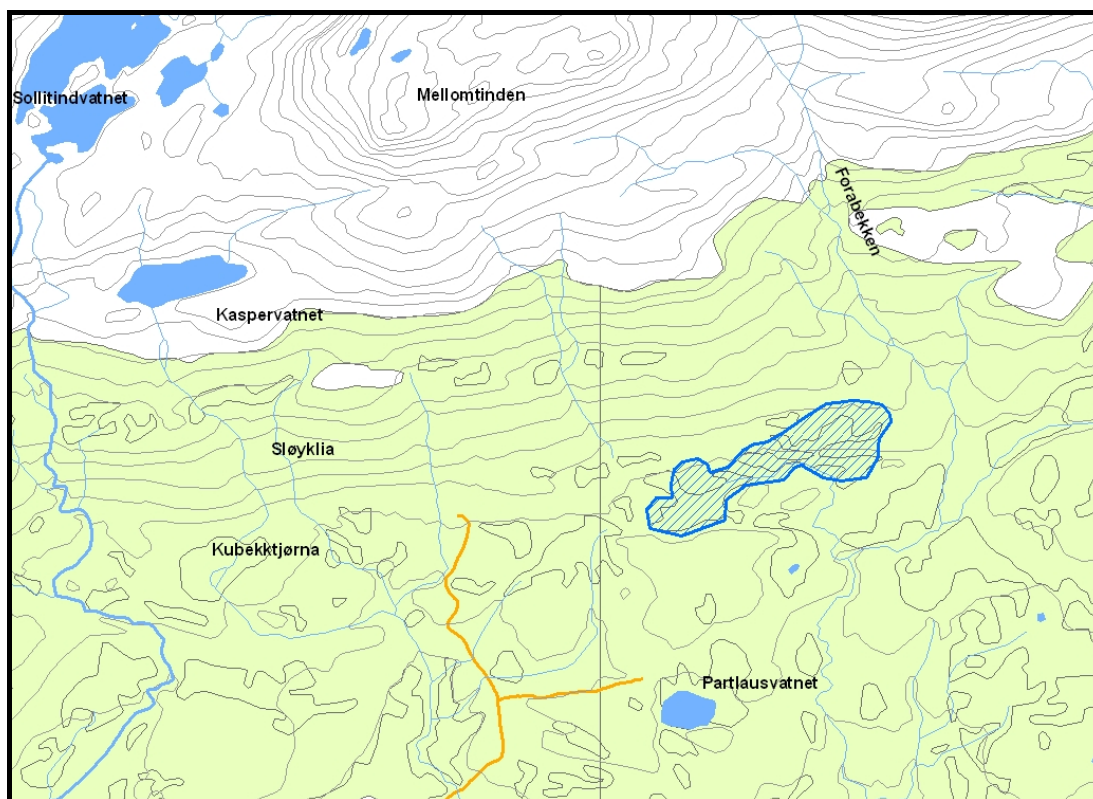 Sollitindvatnet
Mellomtinden
Forabekken
Kaspervatnet
Sløyklia
Kubekktjørna
Partlausvatnet